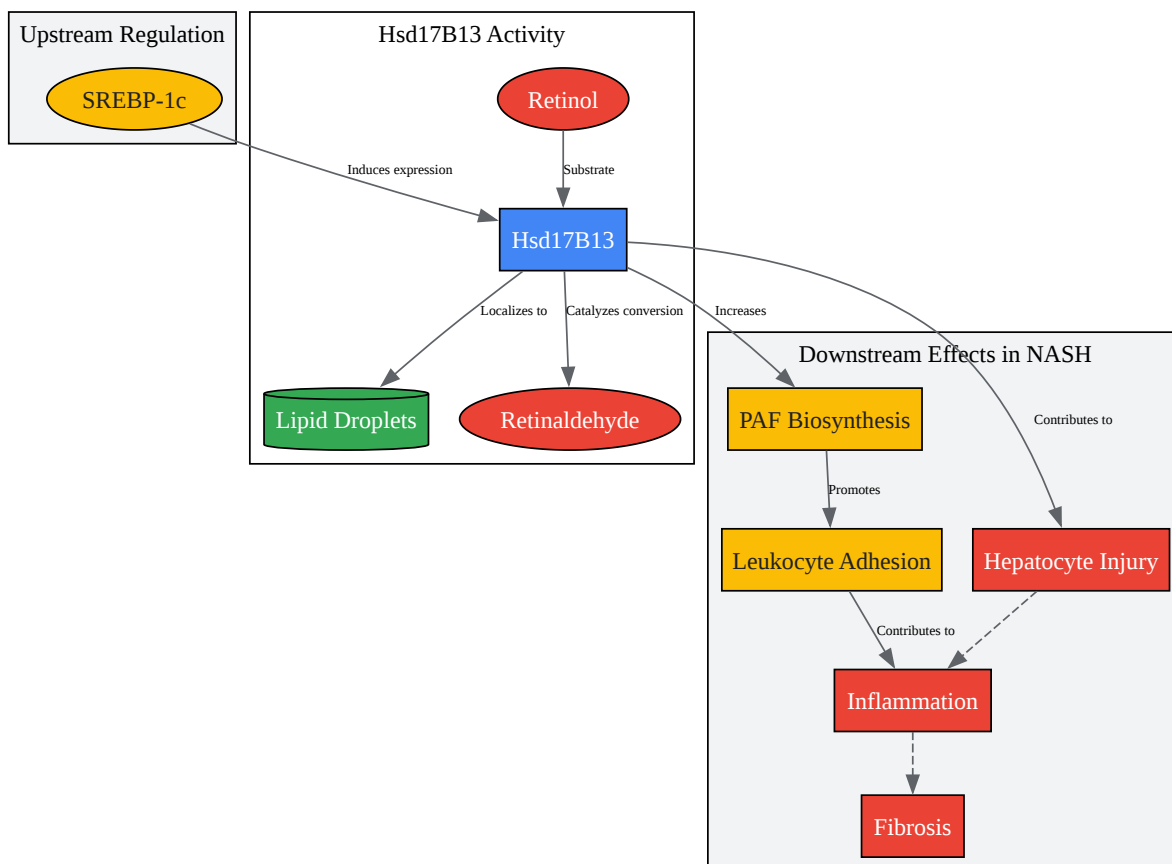 Upstream Regulation
Hsd17B13 Activity
SREBP-1c
Retinol
Induces expression
Substrate
Hsd17B13
Localizes to
Catalyzes conversion
Increases
Downstream Effects in NASH
Lipid Droplets
Retinaldehyde
PAF Biosynthesis
Contributes to
Promotes
Leukocyte Adhesion
Hepatocyte Injury
Contributes to
Inflammation
Fibrosis